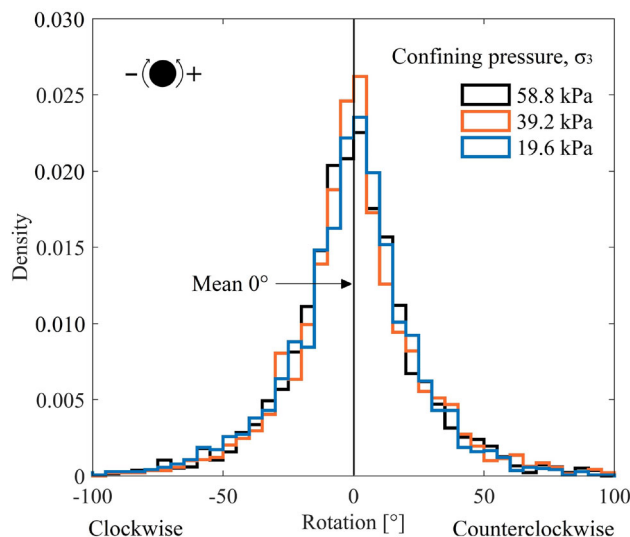 0.030
0.025
0.020
0.015
0.010
0.005
0
Density
- +
Confining pressure, σ₃
58.8 kPa
39.2 kPa
19.6 kPa
Mean 0°
-100 -50 0 50 100
Clockwise Rotation [°] Counterclockwise